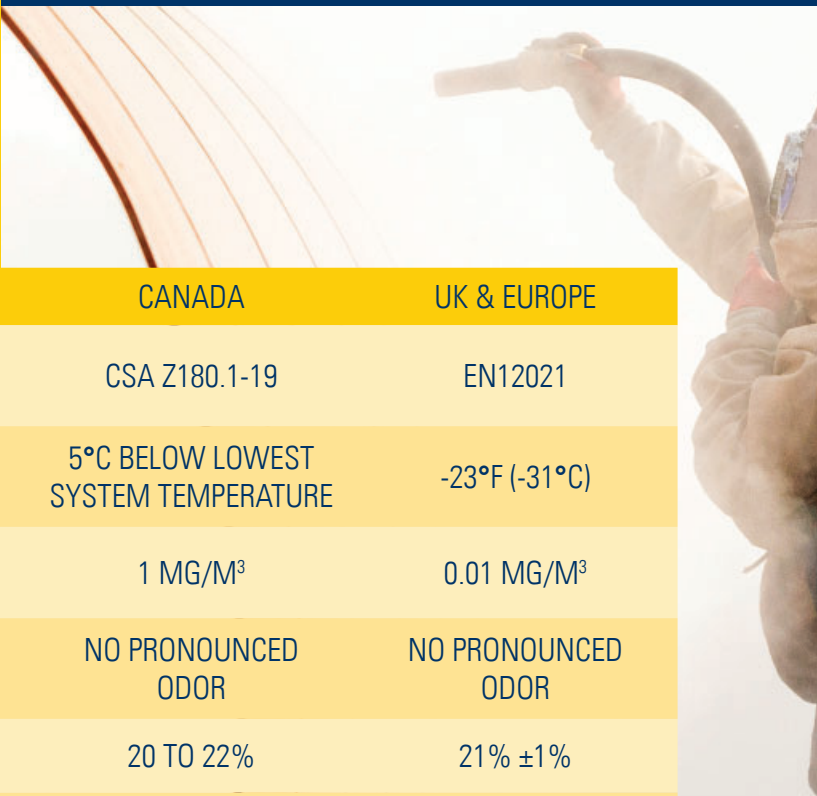 CANADA UK & EUROPE
CSA Z180.1-19 EN12021
5°C BELOW LOWEST
SYSTEM TEMPERATURE -23°F (-31°C)
1 MG/M³ 0.01 MG/M³
NO PRONOUNCED NO PRONOUNCED
ODOR ODOR
20 TO 22% 21% ±1%